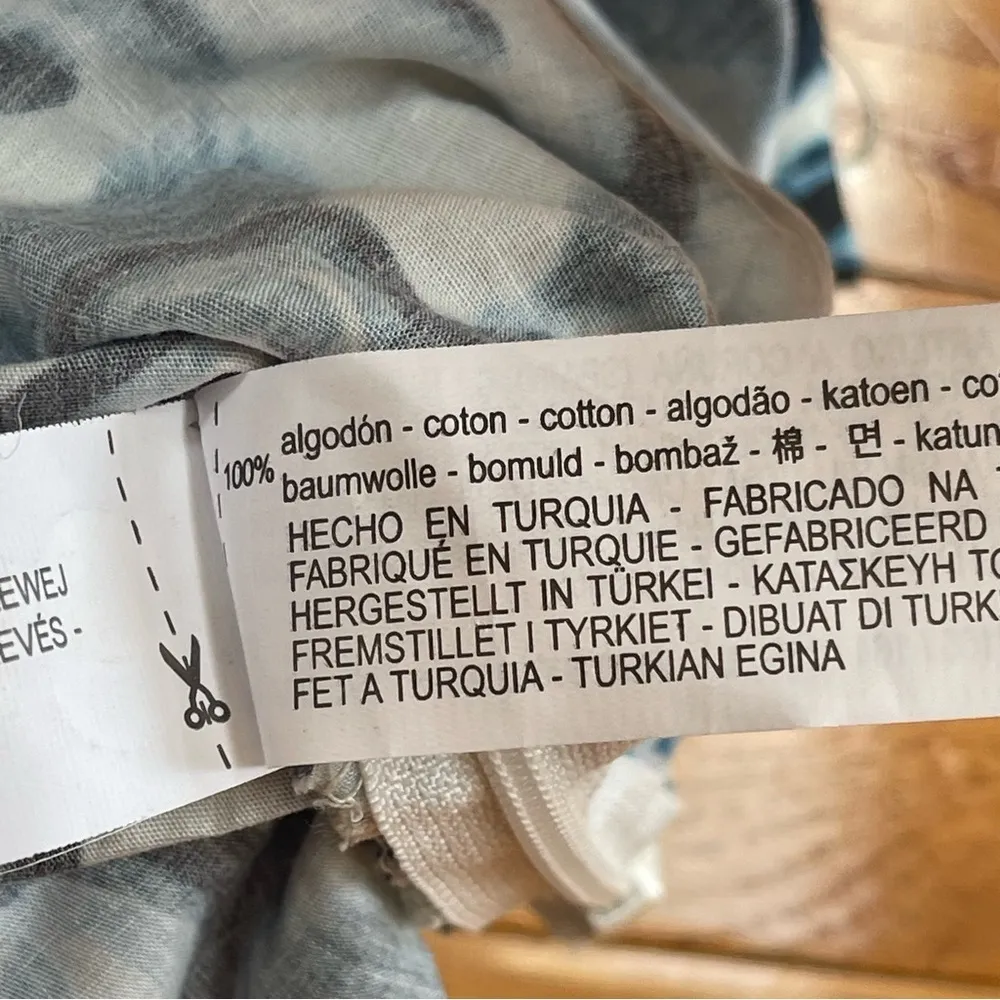 EWEJ
EVÉS -
100%
algodón - coton - cotton - algodão - katoen -
baumwolle - bomuld - bombaž - 棉 - 면 - katun
HECHO EN TURQUIA - FABRICADO NA
FABRIQUÉ EN TURQUIE - GEFABRICEERD
HERGESTELLT IN TÜRKEI - ΚΑΤΑΣΚΕΥΗ
FREMSTILLET I TYRKIET - DIBUAT DI TURK
FET A TURQUIA - TURKIAN EGINA